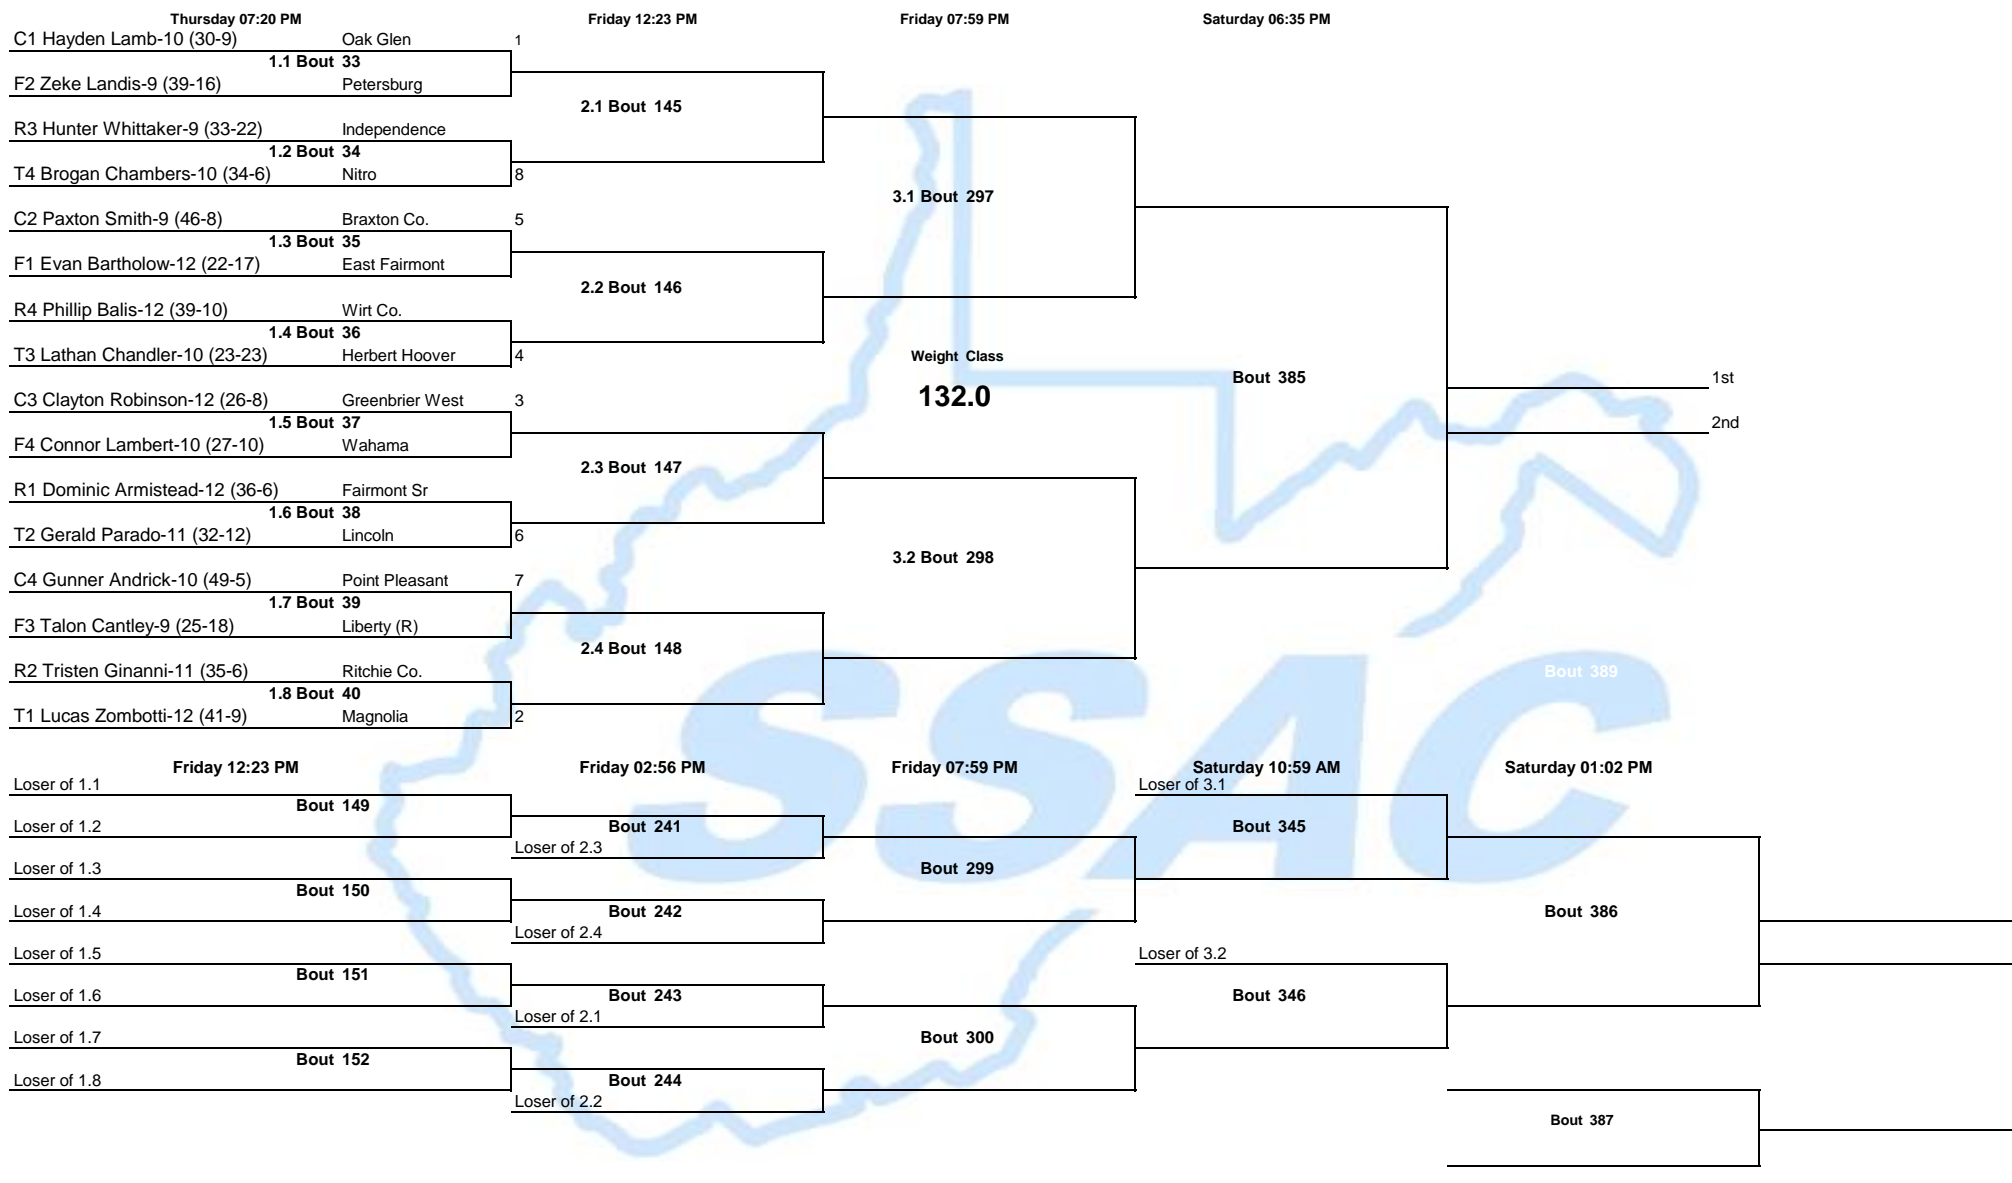 Thursday 07:20 PM Friday 12:23 PM Friday 07:59 PM Saturday 06:35 PM
C1 Hayden Lamb-10 (30-9) Oak Glen 1
1.1 Bout 33
F2 Zeke Landis-9 (39-16) Petersburg
2.1 Bout 145
R3 Hunter Whittaker-9 (33-22) Independence
1.2 Bout 34
T4 Brogan Chambers-10 (34-6) Nitro 8
3.1 Bout 297
C2 Paxton Smith-9 (46-8) Braxton Co. 5
1.3 Bout 35
F1 Evan Bartholow-12 (22-17) East Fairmont
2.2 Bout 146
R4 Phillip Balis-12 (39-10) Wirt Co.
1.4 Bout 36
T3 Lathan Chandler-10 (23-23) Herbert Hoover 4 Weight Class
Bout 385 1st
C3 Clayton Robinson-12 (26-8) Greenbrier West 3 132.0
1.5 Bout 37 2nd
F4 Connor Lambert-10 (27-10) Wahama
2.3 Bout 147
R1 Dominic Armistead-12 (36-6) Fairmont Sr
1.6 Bout 38
T2 Gerald Parado-11 (32-12) Lincoln 6
3.2 Bout 298
C4 Gunner Andrick-10 (49-5) Point Pleasant 7
1.7 Bout 39
F3 Talon Cantley-9 (25-18) Liberty (R)
2.4 Bout 148
R2 Tristen Ginanni-11 (35-6) Ritchie Co. Bout 389
1.8 Bout 40
T1 Lucas Zombotti-12 (41-9) Magnolia 2
SSAC
Friday 12:23 PM Friday 02:56 PM Friday 07:59 PM Saturday 10:59 AM Saturday 01:02 PM
Loser of 1.1 Loser of 3.1
Bout 149
Loser of 1.2 Bout 241 Bout 345
Loser of 2.3
Loser of 1.3 Bout 299
Bout 150
Loser of 1.4 Bout 242 Bout 386
Loser of 2.4
Loser of 1.5 Loser of 3.2
Bout 151
Loser of 1.6 Bout 243 Bout 346
Loser of 2.1
Loser of 1.7 Bout 300
Bout 152
Loser of 1.8 Bout 244
Loser of 2.2
Bout 387